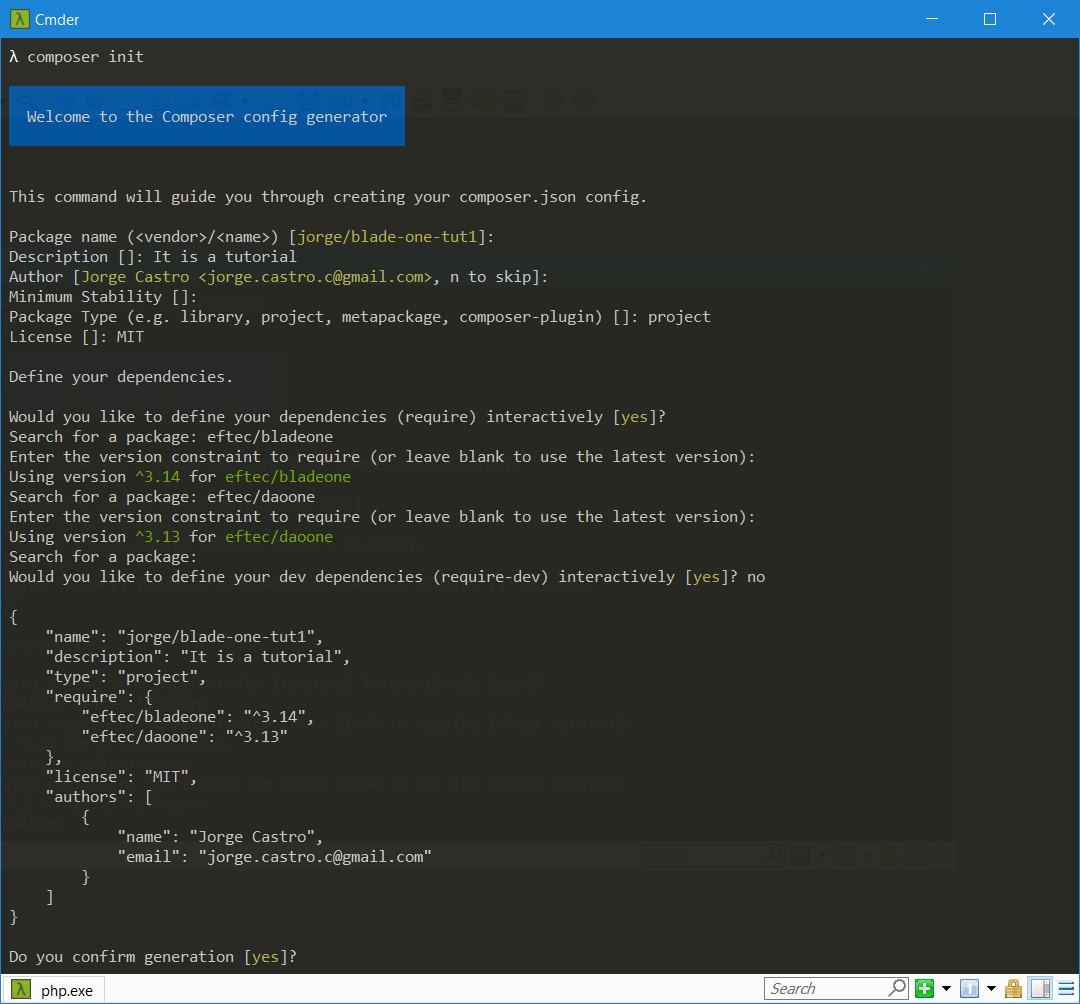 Cmder
λ composer init
Welcome to the Composer config generator
This command will guide you through creating your composer.json config.
Package name (<vendor>/<name>) [jorge/blade-one-tut1]:
Description []: It is a tutorial
Author [Jorge Castro <jorge.castro.c@gmail.com>, n to skip]:
Minimum Stability []:
Package Type (e.g. library, project, metapackage, composer-plugin) []: project
License []: MIT
Define your dependencies.
Would you like to define your dependencies (require) interactively [yes]?
Search for a package: eftec/bladeone
Enter the version constraint to require (or leave blank to use the latest version):
Using version ^3.14 for eftec/bladeone
Search for a package: eftec/daoone
Enter the version constraint to require (or leave blank to use the latest version):
Using version ^3.13 for eftec/daoone
Search for a package:
Would you like to define your dev dependencies (require-dev) interactively [yes]? no
{
    "name": "jorge/blade-one-tut1",
    "description": "It is a tutorial",
    "type": "project",
    "require": {
        "eftec/bladeone": "^3.14",
        "eftec/daoone": "^3.13"
    },
    "license": "MIT",
    "authors": [
        {
            "name": "Jorge Castro",
            "email": "jorge.castro.c@gmail.com"
        }
    ]
}
Do you confirm generation [yes]?
php.exe
Search